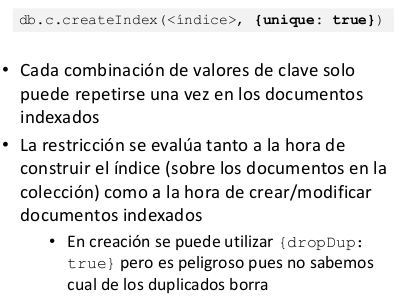 db.c.createIndex(<índice>, {unique: true})
• Cada combinación de valores de clave solo
puede repetirse una vez en los documentos
indexados
• La restricción se evalúa tanto a la hora de
construir el índice (sobre los documentos en la
colección) como a la hora de crear/modificar
documentos indexados
• En creación se puede utilizar {dropDup:
true} pero es peligroso pues no sabemos
cual de los duplicados borra